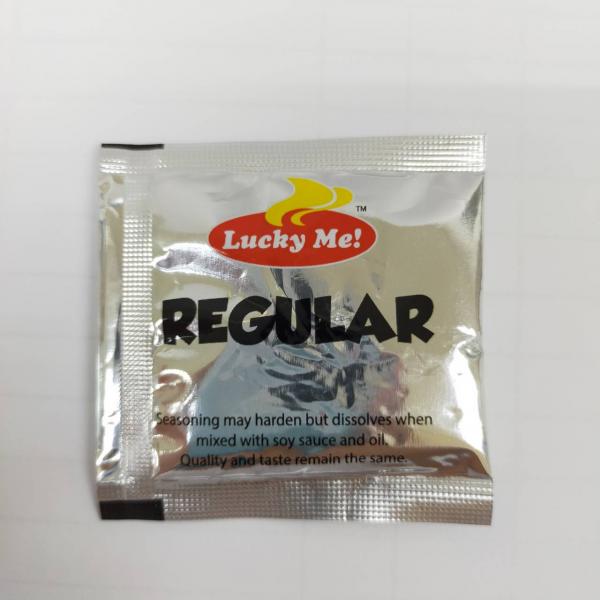 ™
Lucky Me!
REGULAR
Seasoning may harden but dissolves when
mixed with soy sauce and oil.
Quality and taste remain the same.